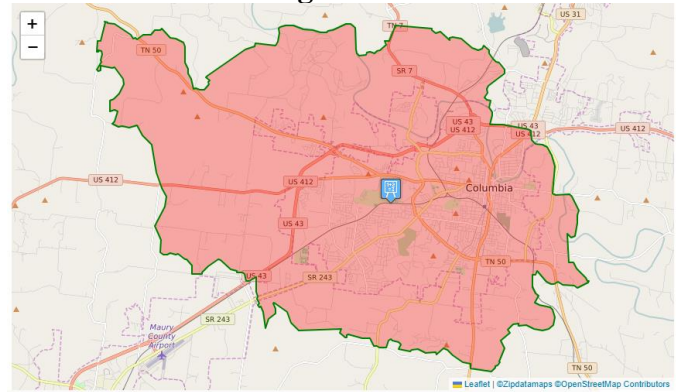 +
−
TN 7
US 31
TN 50
SR 7
US 43
US 412
US 43
US 412
US 412
US 412
US 412
Columbia
US 43
TN 50
US 43
SR 243
SR 243
Maury
County
Airport
TN 50
Leaflet | ©Zipdatamaps ©OpenStreetMap Contributors